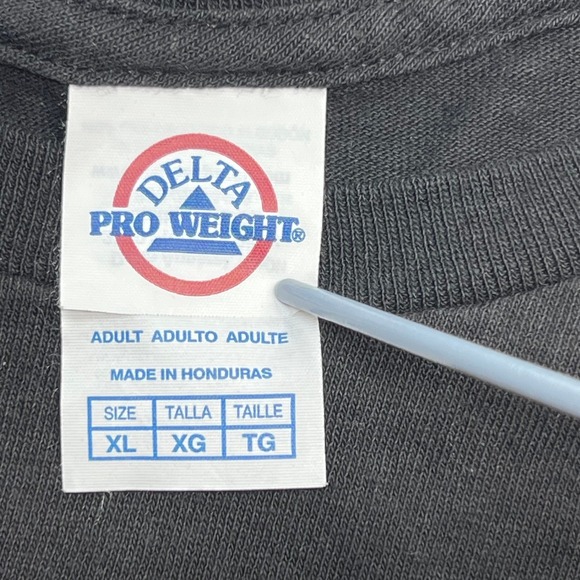 DELTA
PRO WEIGHT®
ADULT ADULTO ADULTE
MADE IN HONDURAS
SIZE TALLA TAILLE
XL XG TG